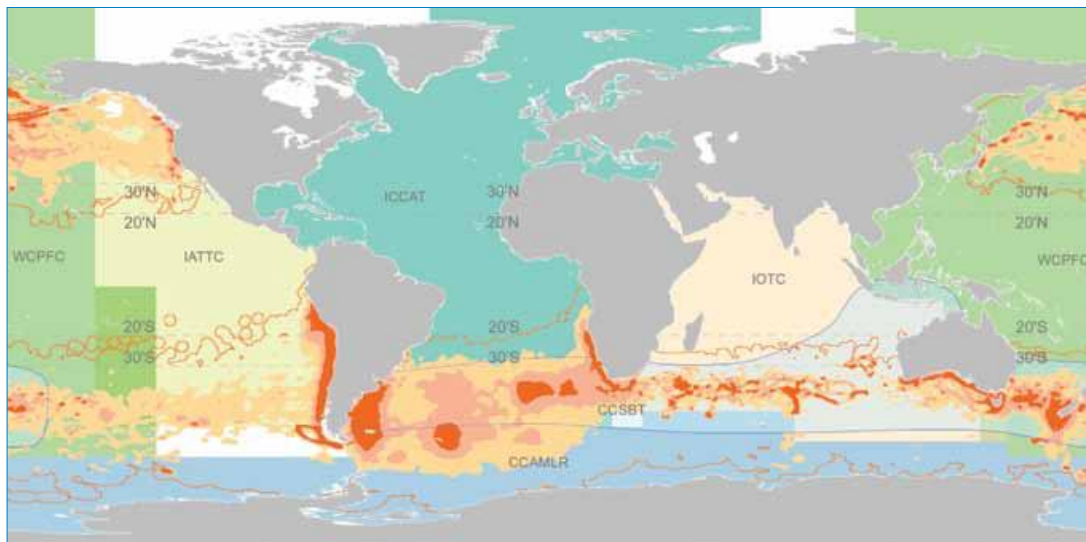 30'N
30'N
30'N
ICCAT
20'N
20'N
20'N
WCPFC
IATTC
WCPFC
IOTC
20'S
20'S
20'S
30'S
30'S
30'S
CCSBT
CCAMLR